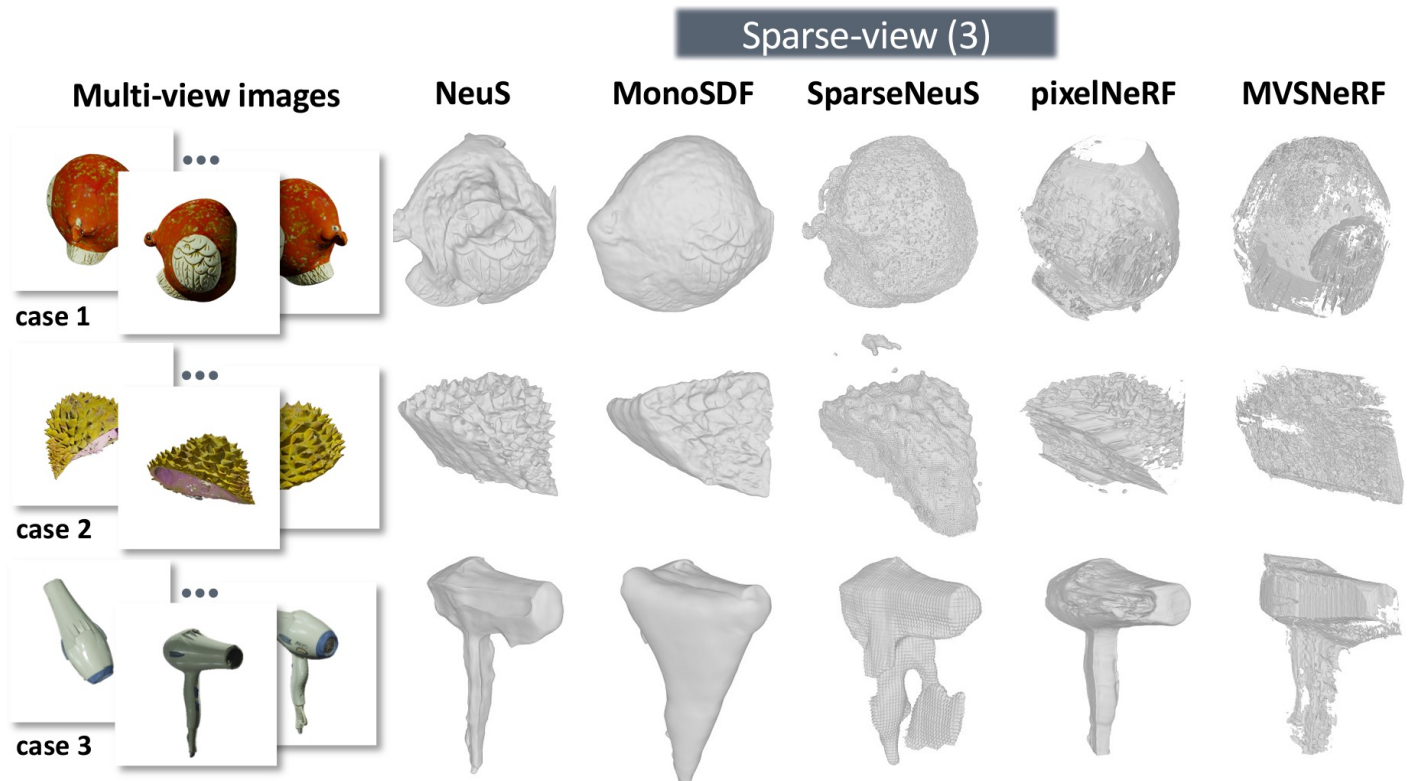 Sparse-view (3)
Multi-view images NeuS MonoSDF SparseNeuS pixelNeRF MVSNeRF
case 1
case 2
case 3